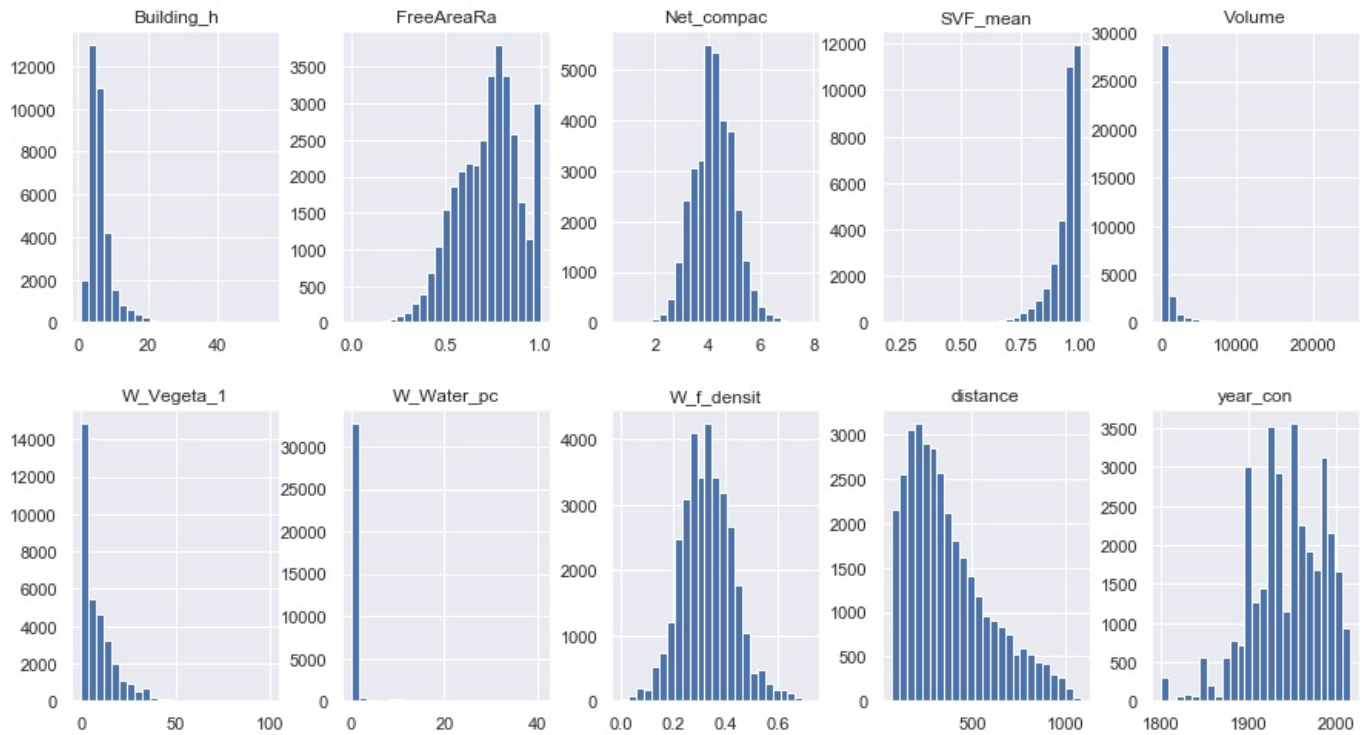 Building_h FreeAreaRa Net_compac SVF_mean Volume
12000 3500 5000 12000 30000
10000 3000 4000 10000 25000
8000 2500 3000 8000 20000
6000 2000 2000 6000 15000
4000 1500 1000 4000 10000
2000 1000 0 2000 5000
0 500 0 0
0
0 20 40 0.0 0.5 1.0 2 4 6 8 0.25 0.50 0.75 1.00 0 10000 20000
W_Vegeta_1 W_Water_pc W_f_densit distance year_con
14000 30000 4000 3000 3500
12000 25000 3000 2500 3000
10000 20000 2000 2000 2500
8000 15000 1000 1500 2000
6000 10000 0 1000 1500
4000 5000 500 1000
2000 0 0 500
0 0
0 50 100 0 20 40 0.0 0.2 0.4 0.6 500 1000 1800 1900 2000